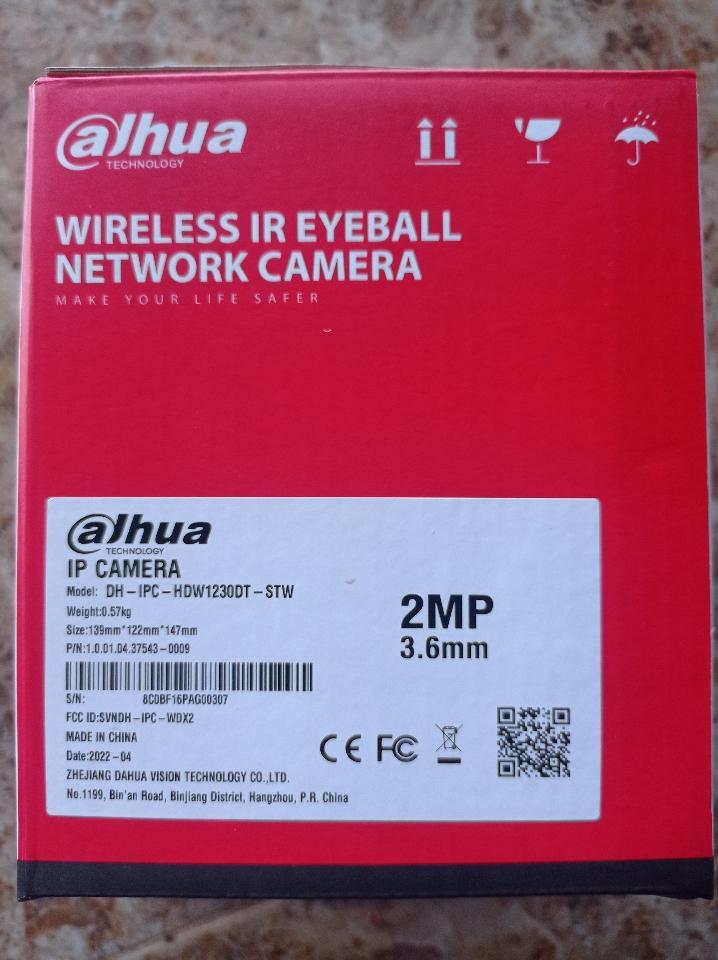 alhua
TECHNOLOGY
WIRELESS IR EYEBALL
NETWORK CAMERA
MAKE YOUR LIFE SAFER
alhua
TECHNOLOGY
IP CAMERA
Model: DH-IPC-HDW1230DT-STW
Weight:0.57kg
Size:139mm*122mm*147mm
P/N:1.0.01.04.37543-0009
S/N: 8C0BF16PAG00307
FCC ID:SVNDH-IPC-WDX2
MADE IN CHINA
Date:2022-04
ZHEJIANG DAHUA VISION TECHNOLOGY CO.,LTD.
No.1199, Bin'an Road, Binjiang District, Hangzhou, P.R. China
2MP
3.6mm
CE FC